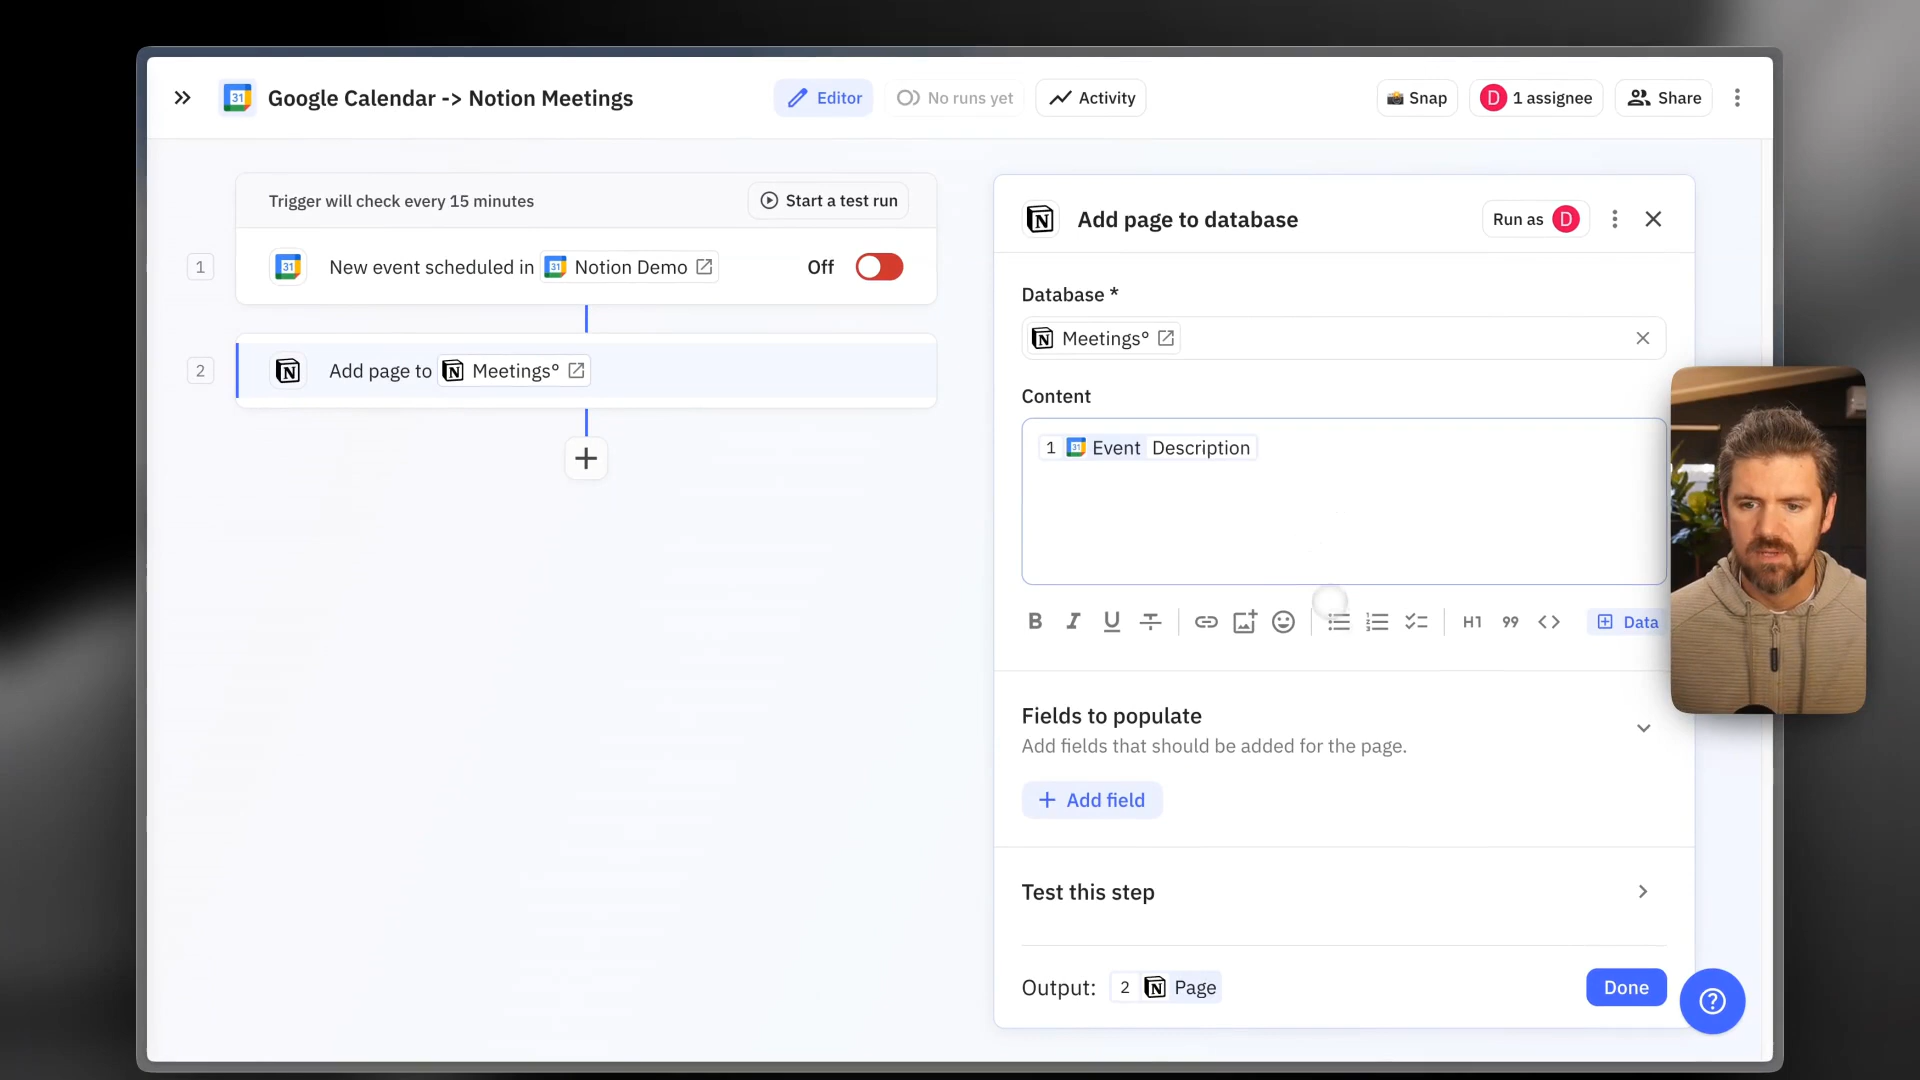 Google Calendar -> Notion Meetings
Editor
No runs yet
Activity
Snap
D 1 assignee
Share
Trigger will check every 15 minutes
Start a test run
1
31 New event scheduled in 31 Notion Demo
Off
2
Add page to Meetings°
Add page to database
Run as D
Database *
Meetings°
Content
1 31 Event Description
B I U S
H1 99 <>
Data
Fields to populate
Add fields that should be added for the page.
+ Add field
Test this step
Output: 2 Page
Done
?